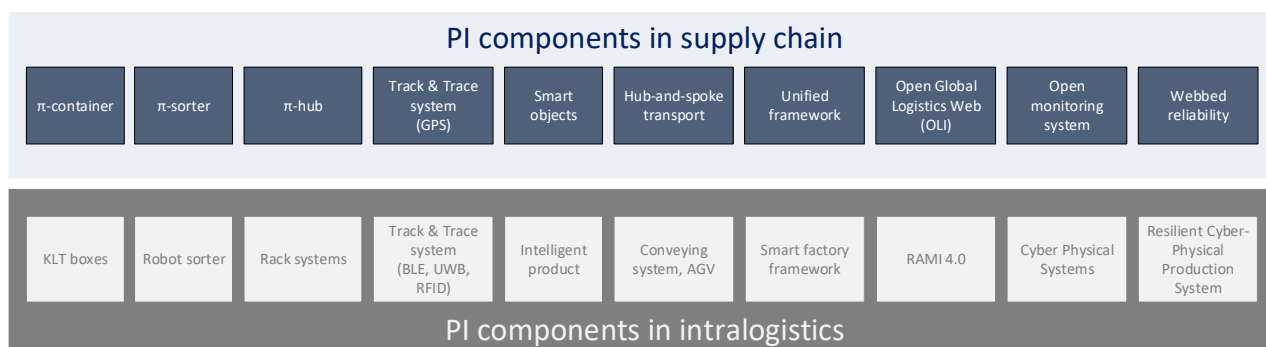 PI components in supply chain
π-container
π-sorter
π-hub
Track & Trace
system
(GPS)
Smart
objects
Hub-and-spoke
transport
Unified
framework
Open Global
Logistics Web
(OLI)
Open
monitoring
system
Webbed
reliability
KLT boxes
Robot sorter
Rack systems
Track & Trace
system
(BLE, UWB,
RFID)
Intelligent
product
Conveying
system, AGV
Smart factory
framework
RAMI 4.0
Cyber Physical
Systems
Resilient Cyber-
Physical
Production
System
PI components in intralogistics